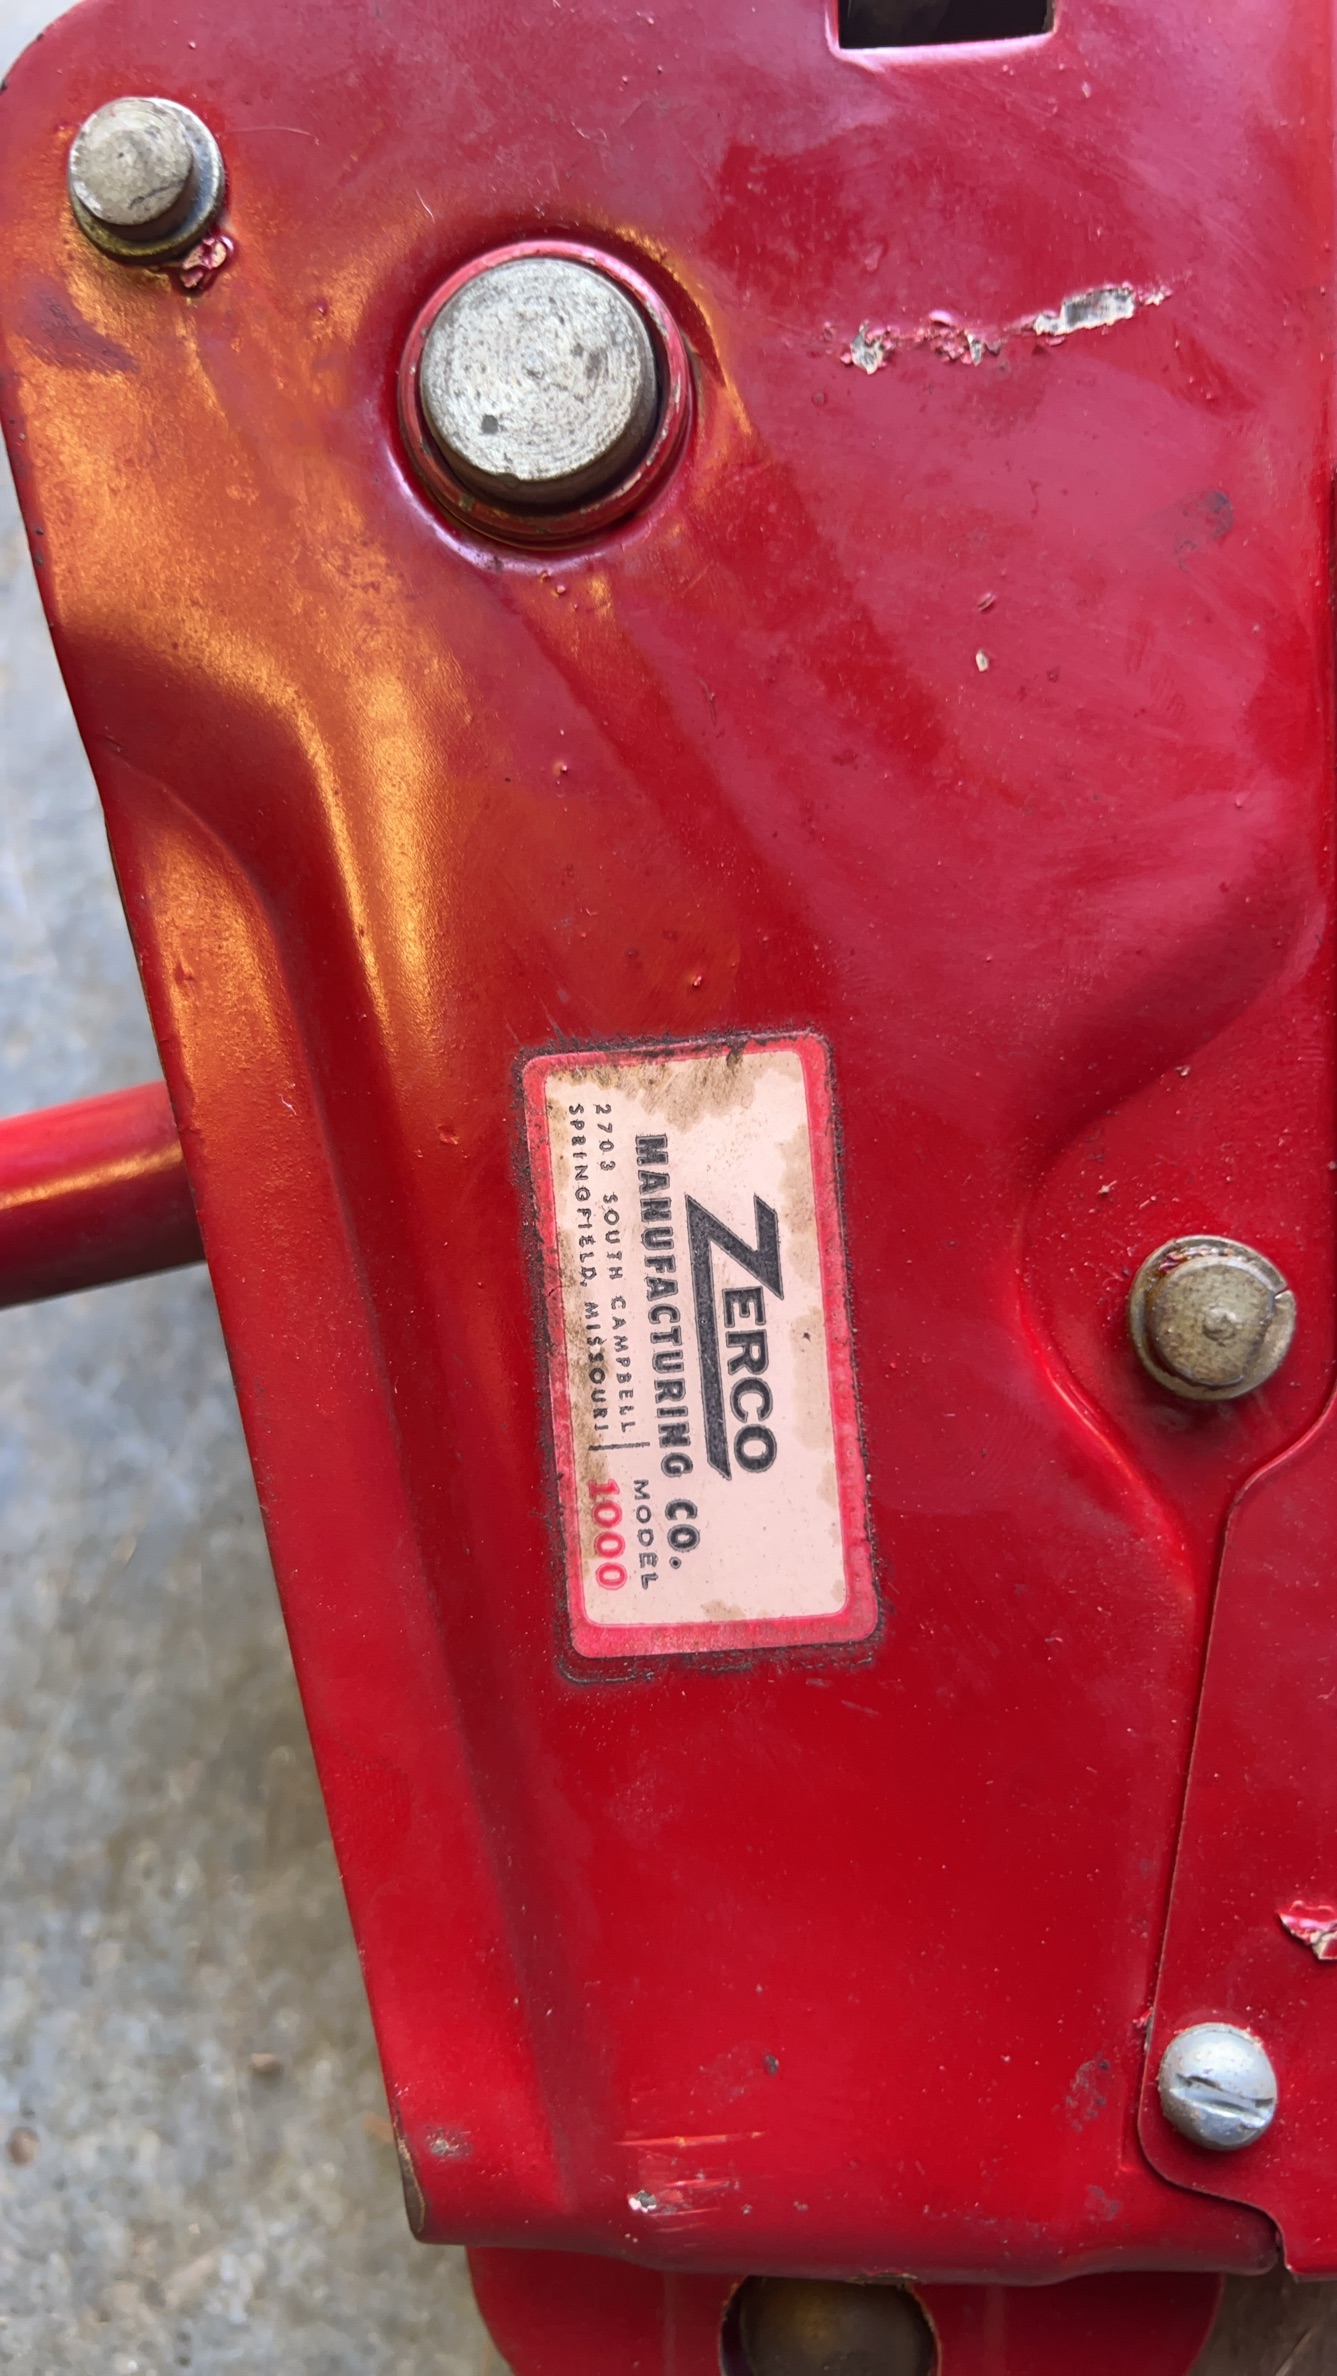 ZERCO
MANUFACTURING CO.
2703 SOUTH CAMPBELL
SPRINGFIELD, MISSOURI
MODEL
1000